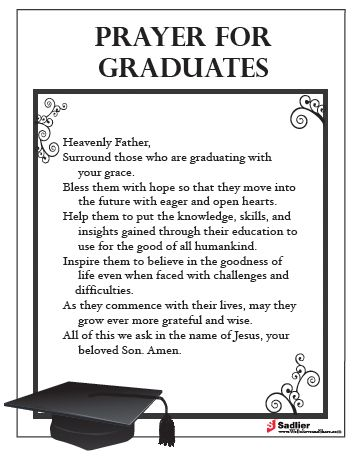 PRAYER FOR
GRADUATES
Heavenly Father,
Surround those who are graduating with
your grace.
Bless them with hope so that they move into
the future with eager and open hearts.
Help them to put the knowledge, skills, and
insights gained through their education to
use for the good of all humankind.
Inspire them to believe in the goodness of
life even when faced with challenges and
difficulties.
As they commence with their lives, may they
grow ever more grateful and wise.
All of this we ask in the name of Jesus, your
beloved Son. Amen.
Sadlier
www.WeBelieveandShare.com